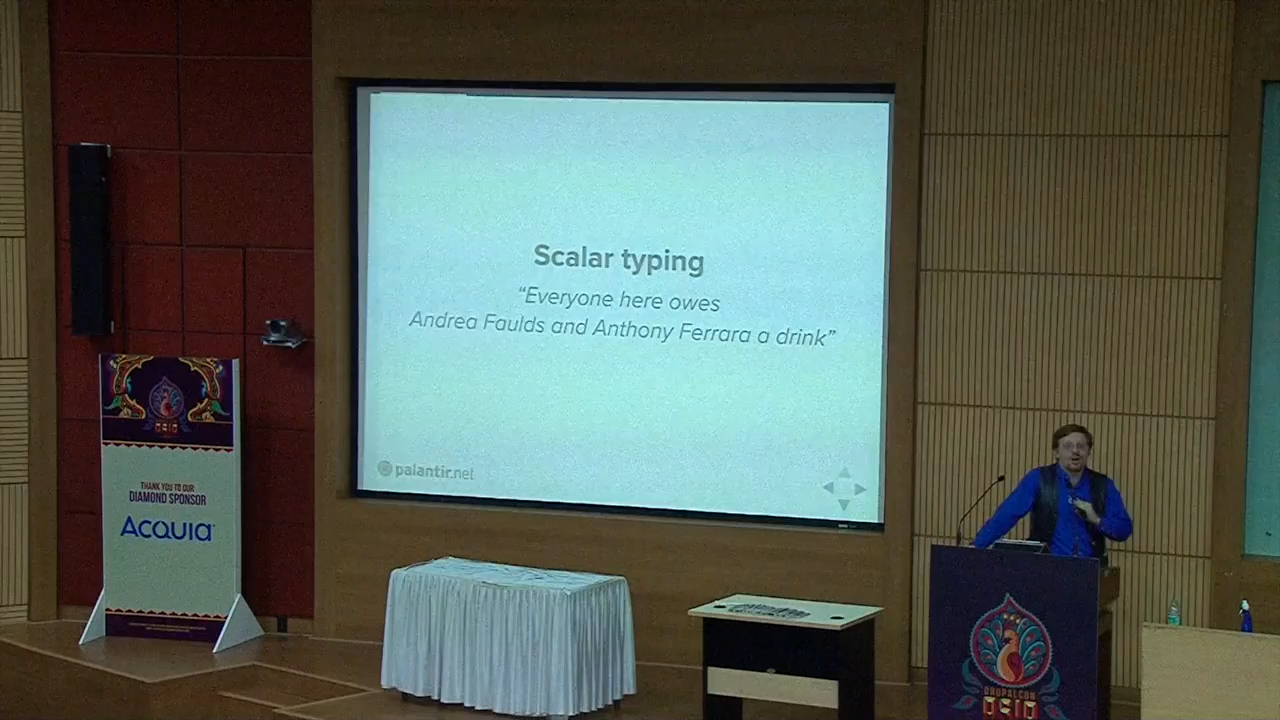 Scalar typing
“Everyone here owes
Andrea Faulds and Anthony Ferrara a drink”
palantir.net
THANK YOU TO OUR
DIAMOND SPONSOR
ACQUIA
DRUPALCON